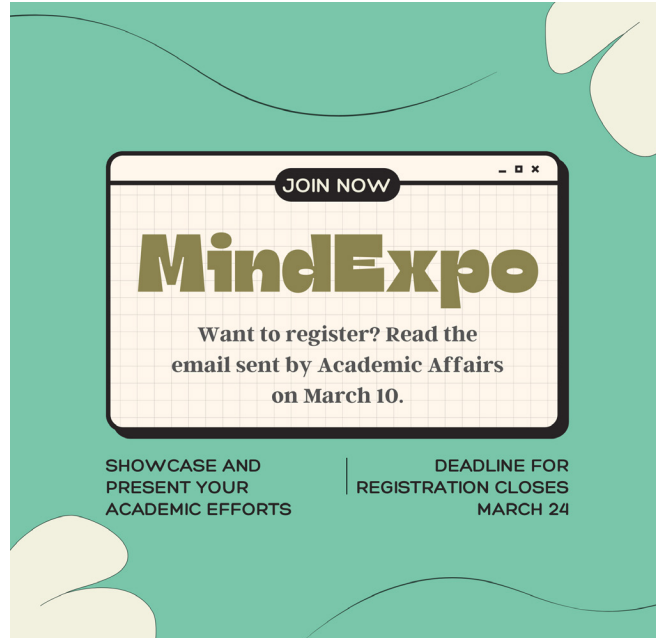 JOIN NOW
MindExpo
Want to register? Read the
email sent by Academic Affairs
on March 10.
SHOWCASE AND
PRESENT YOUR
ACADEMIC EFFORTS
DEADLINE FOR
REGISTRATION CLOSES
MARCH 24